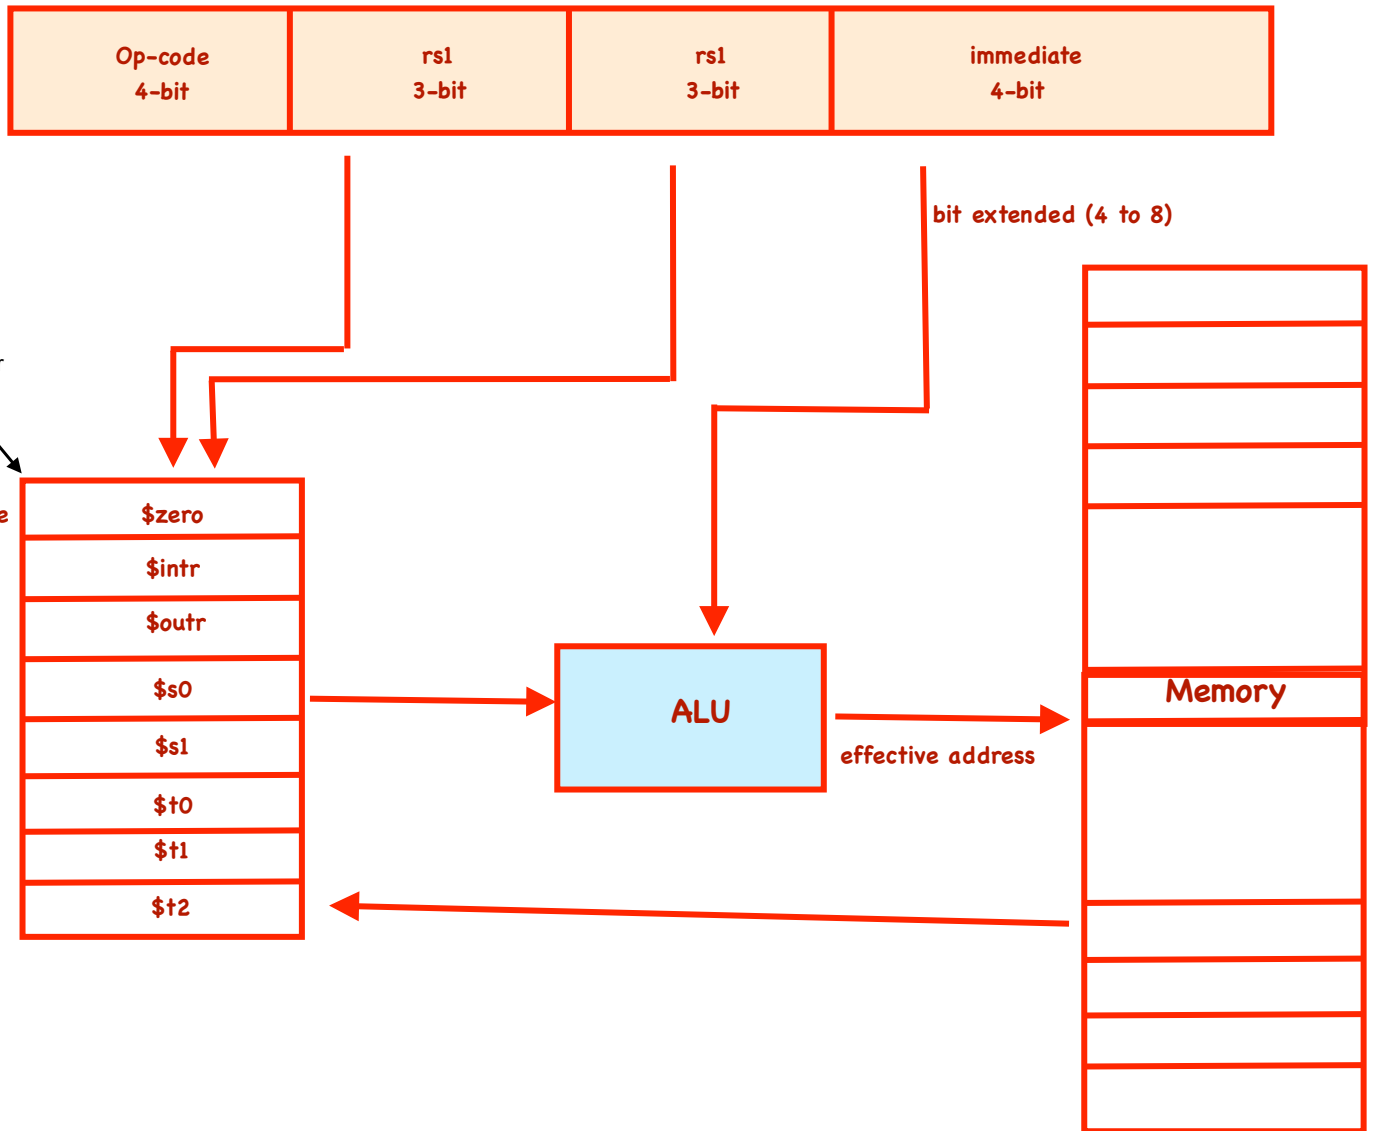 Op-code
4-bit
rs1
3-bit
rs1
3-bit
immediate
4-bit
bit extended (4 to 8)
$zero
$intr
$outr
$s0
$s1
$t0
$t1
$t2
ALU
effective address
Memory